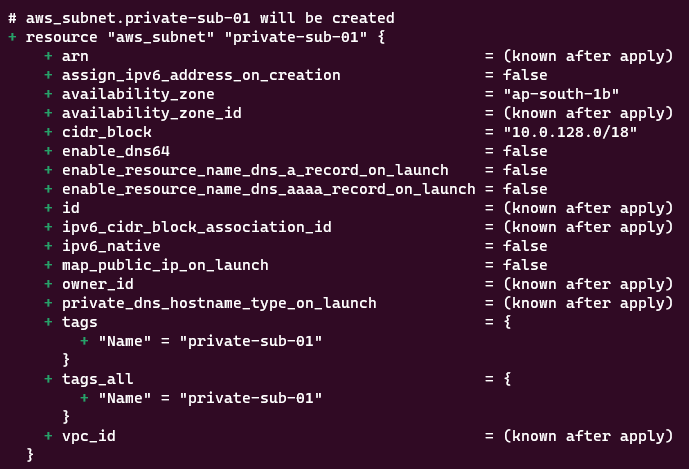 # aws_subnet.private-sub-01 will be created
+ resource "aws_subnet" "private-sub-01" {
+ arn = (known after apply)
+ assign_ipv6_address_on_creation = false
+ availability_zone = "ap-south-1b"
+ availability_zone_id = (known after apply)
+ cidr_block = "10.0.128.0/18"
+ enable_dns64 = false
+ enable_resource_name_dns_a_record_on_launch = false
+ enable_resource_name_dns_aaaa_record_on_launch = false
+ id = (known after apply)
+ ipv6_cidr_block_association_id = (known after apply)
+ ipv6_native = false
+ map_public_ip_on_launch = false
+ owner_id = (known after apply)
+ private_dns_hostname_type_on_launch = (known after apply)
+ tags = {
+ "Name" = "private-sub-01"
}
+ tags_all = {
+ "Name" = "private-sub-01"
}
+ vpc_id = (known after apply)
}